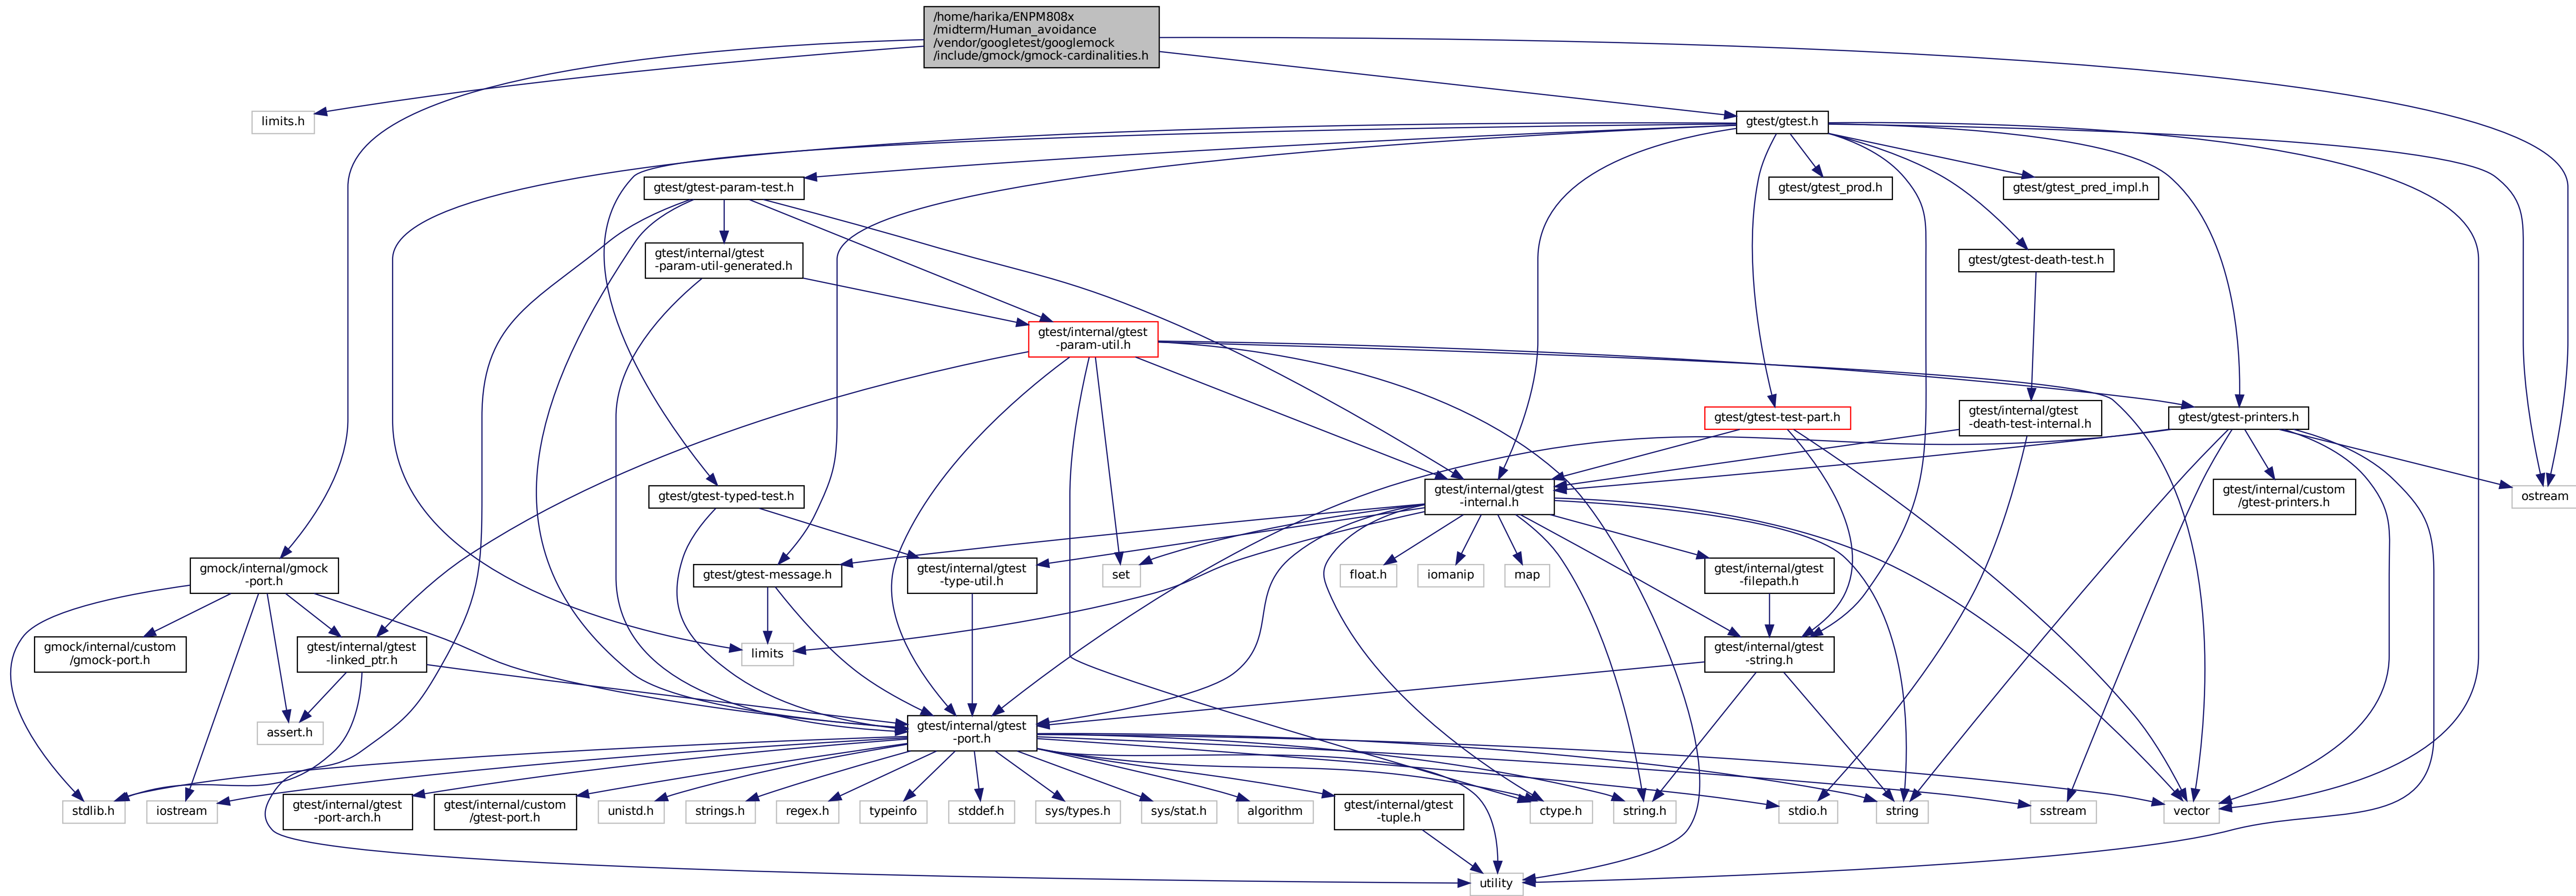 /home/harika/ENPM808x
/midterm/Human_avoidance
/vendor/googletest/googlemock
/include/gmock/gmock-cardinalities.h
limits.h
gtest/gtest.h
gtest/gtest-param-test.h
gtest/gtest_prod.h
gtest/gtest_pred_impl.h
gtest/internal/gtest
-param-util-generated.h
gtest/gtest-death-test.h
gtest/internal/gtest
-param-util.h
gtest/gtest-test-part.h
gtest/internal/gtest
-death-test-internal.h
gtest/gtest-printers.h
gtest/gtest-typed-test.h
gtest/internal/gtest
-internal.h
gtest/internal/custom
/gtest-printers.h
ostream
gmock/internal/gmock
-port.h
gtest/gtest-message.h
gtest/internal/gtest
-type-util.h
set
float.h
iomanip
map
gtest/internal/gtest
-filepath.h
gmock/internal/custom
/gmock-port.h
gtest/internal/gtest
-linked_ptr.h
limits
gtest/internal/gtest
-string.h
assert.h
gtest/internal/gtest
-port.h
stdlib.h
iostream
gtest/internal/gtest
-port-arch.h
gtest/internal/custom
/gtest-port.h
unistd.h
strings.h
regex.h
typeinfo
stddef.h
sys/types.h
sys/stat.h
algorithm
gtest/internal/gtest
-tuple.h
ctype.h
string.h
stdio.h
string
sstream
vector
utility